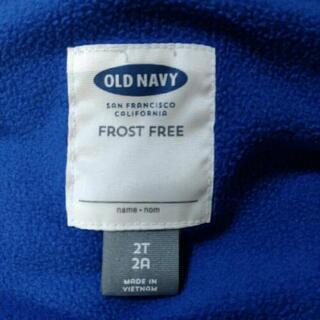 OLD NAVY
SAN FRANCISCO
CALIFORNIA
FROST FREE
name • nom
2T
2A
MADE IN
VIETNAM